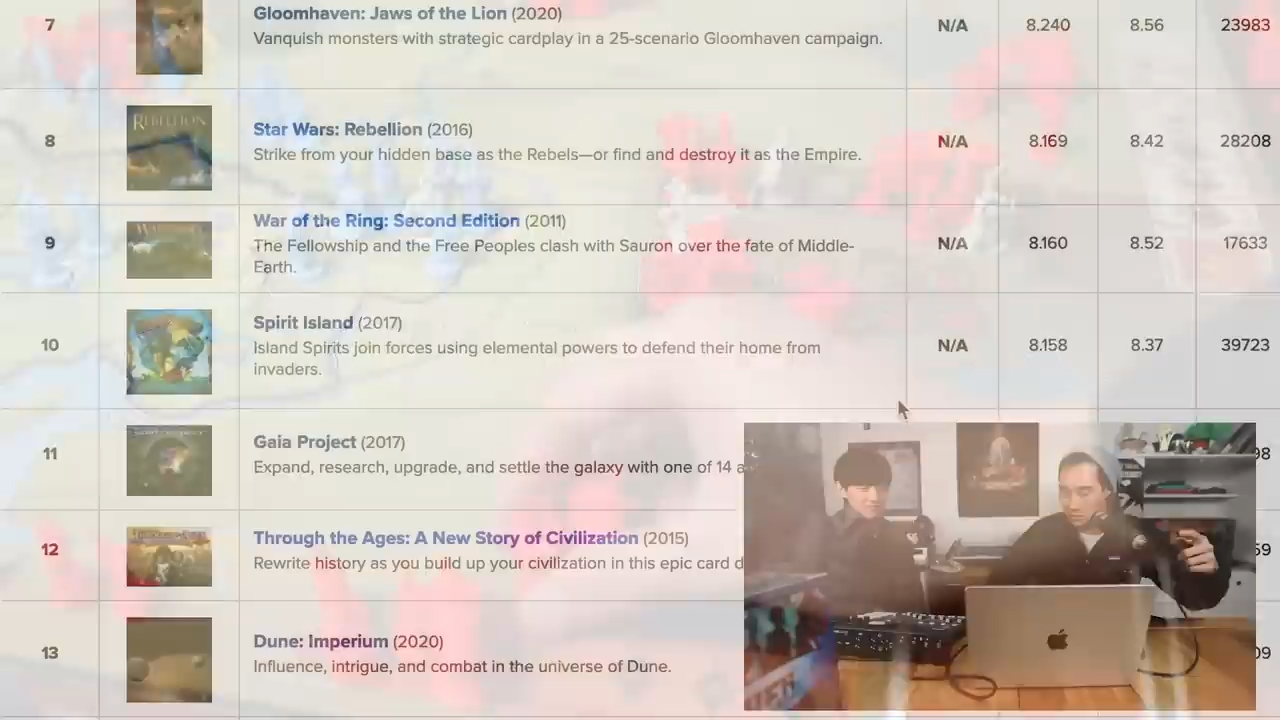 7
Gloomhaven: Jaws of the Lion (2020)
Vanquish monsters with strategic cardplay in a 25-scenario Gloomhaven campaign.
N/A 8.240 8.56 23983
8
REBELLION
Star Wars: Rebellion (2016)
Strike from your hidden base as the Rebels—or find and destroy it as the Empire.
N/A 8.169 8.42 28208
9
War of the Ring: Second Edition (2011)
The Fellowship and the Free Peoples clash with Sauron over the fate of Middle-
Earth.
N/A 8.160 8.52 17633
10
Spirit Island (2017)
Island Spirits join forces using elemental powers to defend their home from
invaders.
N/A 8.158 8.37 39723
11
Gaia Project (2017)
Expand, research, upgrade, and settle the galaxy with one of 14 a
98
12
Through the Ages: A New Story of Civilization (2015)
Rewrite history as you build up your civilization in this epic card d
59
13
Dune: Imperium (2020)
Influence, intrigue, and combat in the universe of Dune.
09